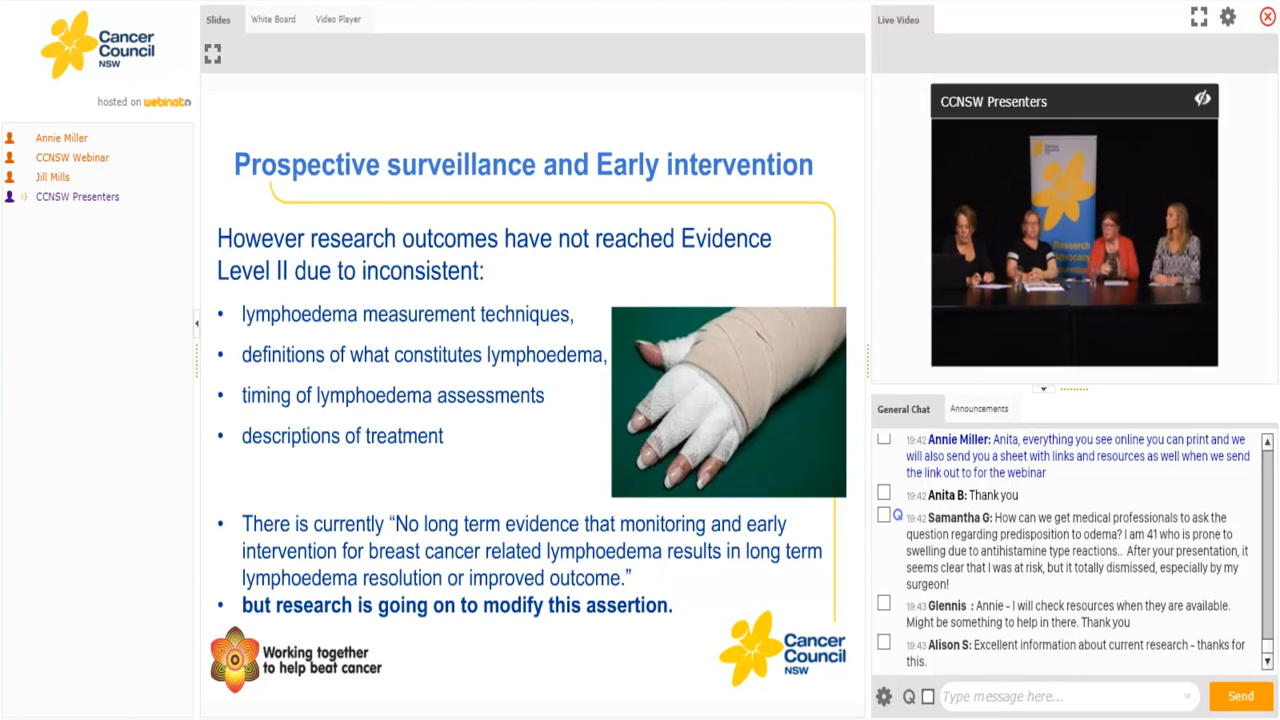 Cancer
Council
NSW
hosted on webinato
Annie Miller
CCNSW Webinar
Jill Mills
CCNSW Presenters
Slides
White Board
Video Player
Prospective surveillance and Early intervention
However research outcomes have not reached Evidence
Level II due to inconsistent:
• lymphoedema measurement techniques,
• definitions of what constitutes lymphoedema,
• timing of lymphoedema assessments
• descriptions of treatment
• There is currently “No long term evidence that monitoring and early
intervention for breast cancer related lymphoedema results in long term
lymphoedema resolution or improved outcome.”
• but research is going on to modify this assertion.
Working together
to help beat cancer
Cancer
Council
NSW
Live Video
CCNSW Presenters
Cancer
Council
Research
Advocacy
General Chat
Announcements
19:42 Annie Miller: Anita, everything you see online you can print and we
will also send you a sheet with links and resources as well when we send
the link out to for the webinar
19:42 Anita B: Thank you
Q 19:42 Samantha G: How can we get medical professionals to ask the
question regarding predisposition to odema? I am 41 who is prone to
swelling due to antihistamine type reactions.. After your presentation, it
seems clear that I was at risk, but it totally dismissed, especially by my
surgeon!
19:43 Glennis : Annie - I will check resources when they are available.
Might be something to help in there. Thank you
19:43 Alison S: Excellent information about current research - thanks for
this.
Q
Type message here...
Send